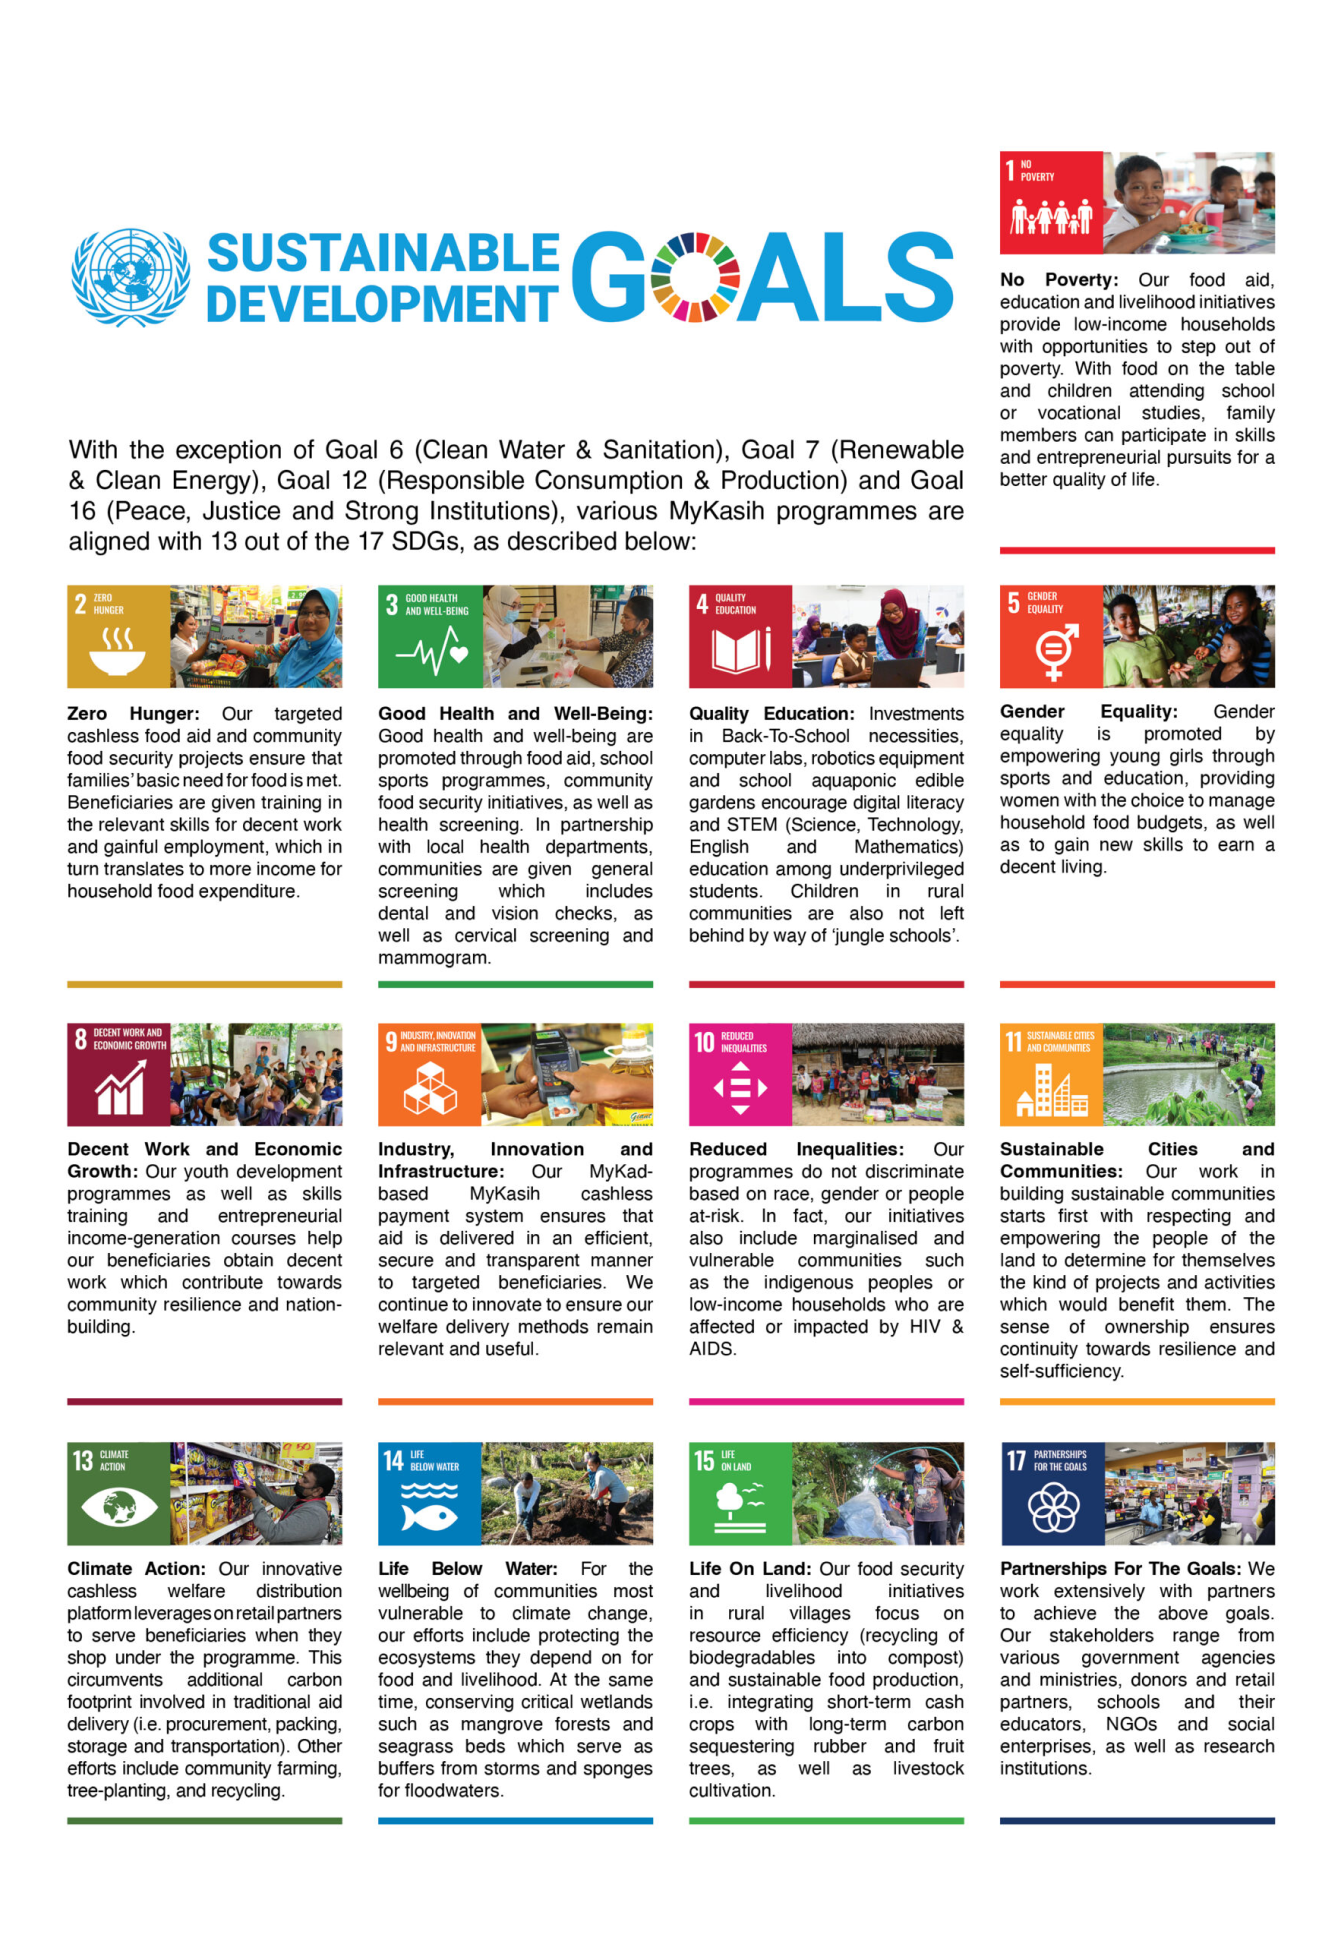 SUSTAINABLE
DEVELOPMENT
GOALS
1 NO
POVERTY
No Poverty: Our food aid,
education and livelihood initiatives
provide low-income households
with opportunities to step out of
poverty. With food on the table
and children attending school
or vocational studies, family
members can participate in skills
and entrepreneurial pursuits for a
better quality of life.
With the exception of Goal 6 (Clean Water & Sanitation), Goal 7 (Renewable
& Clean Energy), Goal 12 (Responsible Consumption & Production) and Goal
16 (Peace, Justice and Strong Institutions), various MyKasih programmes are
aligned with 13 out of the 17 SDGs, as described below:
2 ZERO
HUNGER
Zero Hunger: Our targeted
cashless food aid and community
food security projects ensure that
families' basic need for food is met.
Beneficiaries are given training in
the relevant skills for decent work
and gainful employment, which in
turn translates to more income for
household food expenditure.
3 GOOD HEALTH
AND WELL-BEING
Good Health and Well-Being:
Good health and well-being are
promoted through food aid, school
sports programmes, community
food security initiatives, as well as
health screening. In partnership
with local health departments,
communities are given general
screening which includes
dental and vision checks, as
well as cervical screening and
mammogram.
4 QUALITY
EDUCATION
Quality Education: Investments
in Back-To-School necessities,
computer labs, robotics equipment
and school aquaponic edible
gardens encourage digital literacy
and STEM (Science, Technology,
English and Mathematics)
education among underprivileged
students. Children in rural
communities are also not left
behind by way of 'jungle schools'.
5 GENDER
EQUALITY
Gender Equality: Gender
equality is promoted by
empowering young girls through
sports and education, providing
women with the choice to manage
household food budgets, as well
as to gain new skills to earn a
decent living.
8 DECENT WORK AND
ECONOMIC GROWTH
Decent Work and Economic
Growth: Our youth development
programmes as well as skills
training and entrepreneurial
income-generation courses help
our beneficiaries obtain decent
work which contribute towards
community resilience and nation-
building.
9 INDUSTRY, INNOVATION
AND INFRASTRUCTURE
Industry, Innovation and
Infrastructure: Our MyKad-
based MyKasih cashless
payment system ensures that
aid is delivered in an efficient,
secure and transparent manner
to targeted beneficiaries. We
continue to innovate to ensure our
welfare delivery methods remain
relevant and useful.
10 REDUCED
INEQUALITIES
Reduced Inequalities: Our
programmes do not discriminate
based on race, gender or people
at-risk. In fact, our initiatives
also include marginalised and
vulnerable communities such
as the indigenous peoples or
low-income households who are
affected or impacted by HIV &
AIDS.
11 SUSTAINABLE CITIES
AND COMMUNITIES
Sustainable Cities and
Communities: Our work in
building sustainable communities
starts first with respecting and
empowering the people of the
land to determine for themselves
the kind of projects and activities
which would benefit them. The
sense of ownership ensures
continuity towards resilience and
self-sufficiency.
13 CLIMATE
ACTION
Climate Action: Our innovative
cashless welfare distribution
platform leverages on retail partners
to serve beneficiaries when they
shop under the programme. This
circumvents additional carbon
footprint involved in traditional aid
delivery (i.e. procurement, packing,
storage and transportation). Other
efforts include community farming,
tree-planting, and recycling.
14 LIFE
BELOW WATER
Life Below Water: For the
wellbeing of communities most
vulnerable to climate change,
our efforts include protecting the
ecosystems they depend on for
food and livelihood. At the same
time, conserving critical wetlands
such as mangrove forests and
seagrass beds which serve as
buffers from storms and sponges
for floodwaters.
15 LIFE
ON LAND
Life On Land: Our food security
and livelihood initiatives
in rural villages focus on
resource efficiency (recycling of
biodegradables into compost)
and sustainable food production,
i.e. integrating short-term cash
crops with long-term carbon
sequestering rubber and fruit
trees, as well as livestock
cultivation.
17 PARTNERSHIPS
FOR THE GOALS
Partnerships For The Goals: We
work extensively with partners
to achieve the above goals.
Our stakeholders range from
various government agencies
and ministries, donors and retail
partners, schools and their
educators, NGOs and social
enterprises, as well as research
institutions.